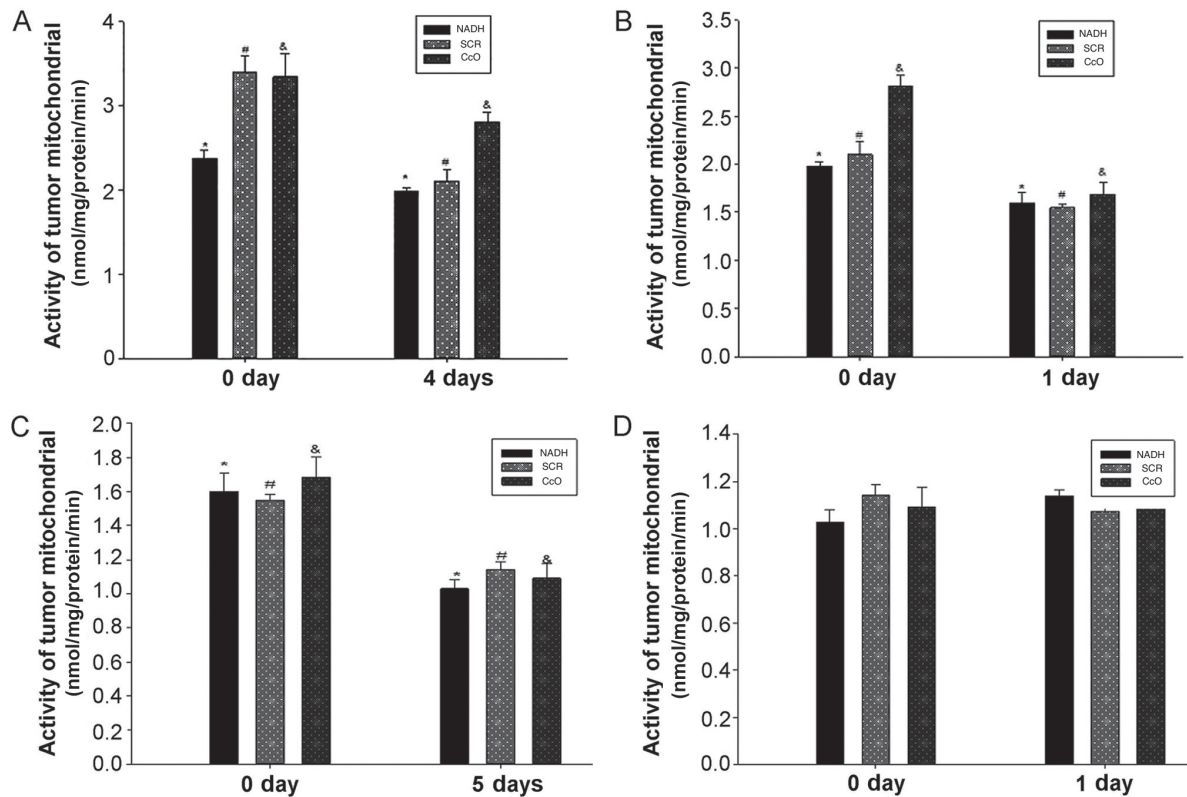 A
Activity of tumor mitochondrial
(nmol/mg/protein/min)
4
3
2
1
0
NADH
SCR
CcO
* # &
* # &
0 day 4 days
B
Activity of tumor mitochondrial
(nmol/mg/protein/min)
3.5
3.0
2.5
2.0
1.5
1.0
0.5
0.0
NADH
SCR
CcO
* # &
* # &
0 day 1 day
C
Activity of tumor mitochondrial
(nmol/mg/protein/min)
2.0
1.8
1.6
1.4
1.2
1.0
0.8
0.6
0.4
0.2
0.0
NADH
SCR
CcO
* # &
* # &
0 day 5 days
D
Activity of tumor mitochondrial
(nmol/mg/protein/min)
1.4
1.2
1.0
0.8
0.6
0.4
0.2
0.0
NADH
SCR
CcO
0 day 1 day